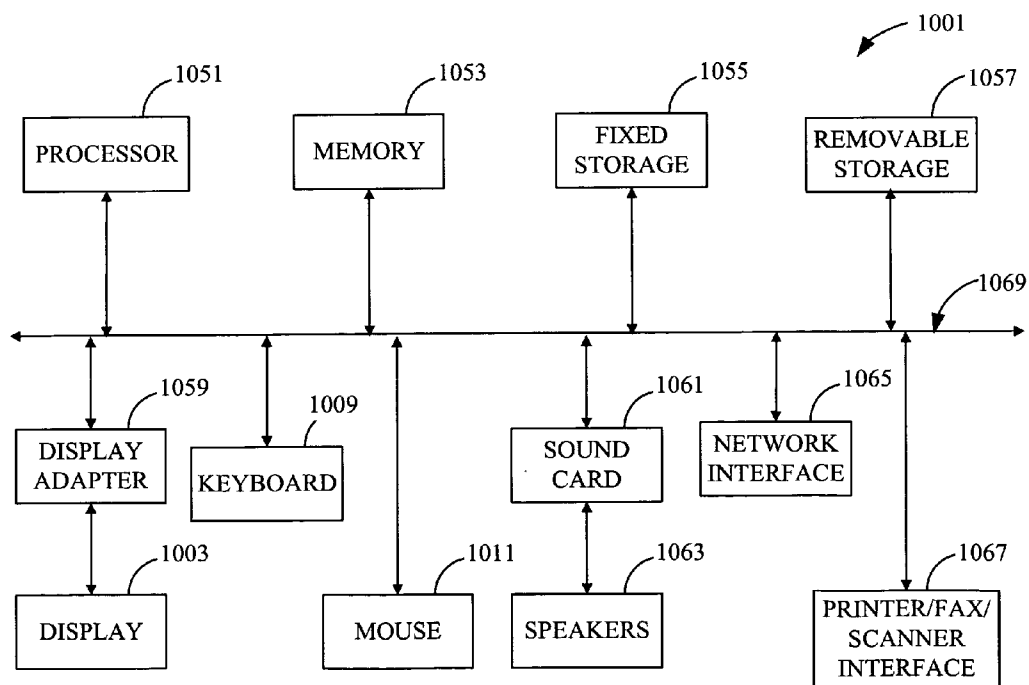 1001
1051
1053
1055
1057
PROCESSOR
MEMORY
FIXED
STORAGE
REMOVABLE
STORAGE
1069
1059
1009
1061
1065
DISPLAY
ADAPTER
KEYBOARD
SOUND
CARD
NETWORK
INTERFACE
1003
1011
1063
1067
DISPLAY
MOUSE
SPEAKERS
PRINTER/FAX/
SCANNER
INTERFACE